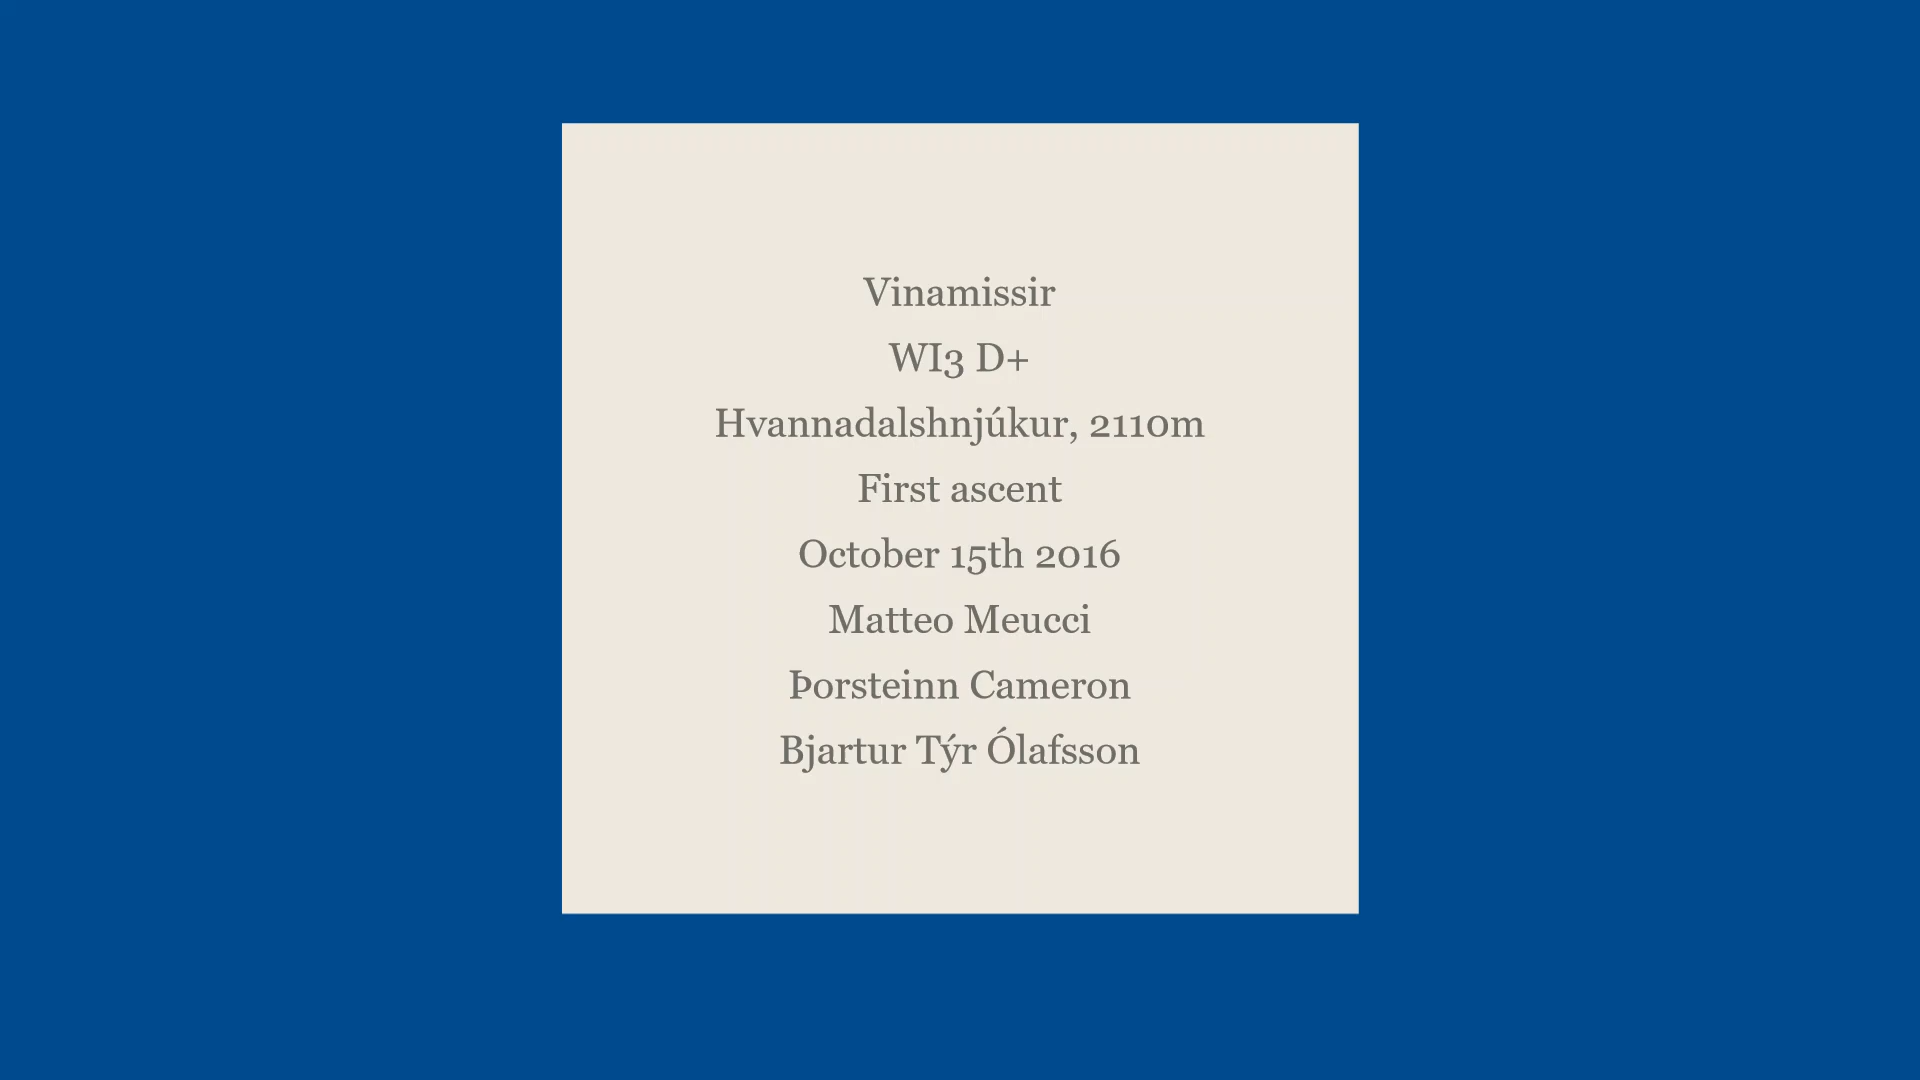 Vinamissir
WI3 D+
Hvannadalshnjúkur, 2110m
First ascent
October 15th 2016
Matteo Meucci
Þorsteinn Cameron
Bjartur Týr Ólafsson